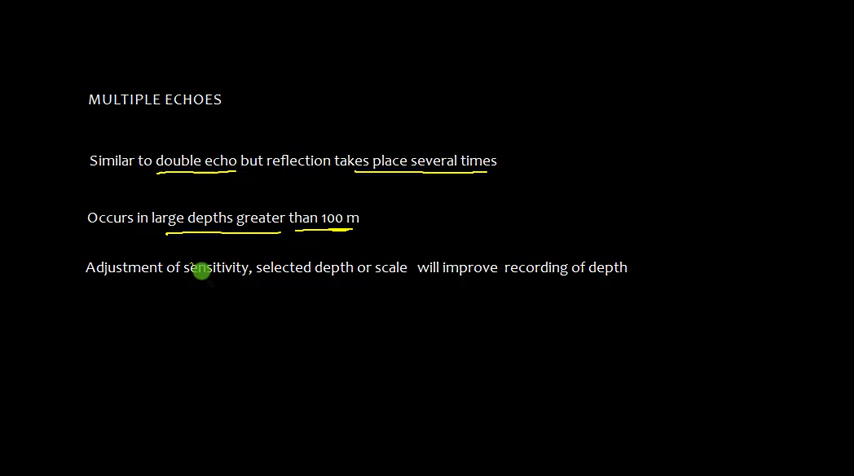 MULTIPLE ECHOES
Similar to double echo but reflection takes place several times
Occurs in large depths greater than 100 m
Adjustment of sensitivity, selected depth or scale will improve recording of depth